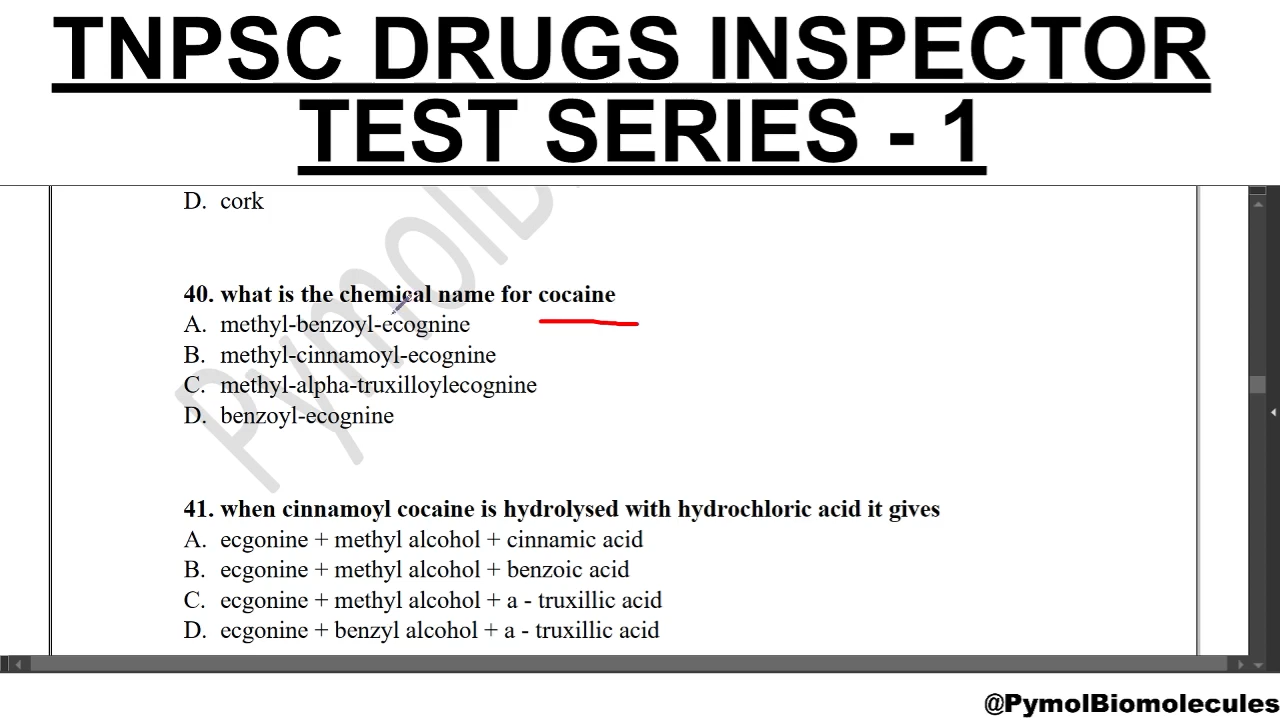 TNPSC DRUGS INSPECTOR
TEST SERIES - 1
D. cork
40. what is the chemical name for cocaine
A. methyl-benzoyl-ecognine
B. methyl-cinnamoyl-ecognine
C. methyl-alpha-truxilloylecognine
D. benzoyl-ecognine
41. when cinnamoyl cocaine is hydrolysed with hydrochloric acid it gives
A. ecgonine + methyl alcohol + cinnamic acid
B. ecgonine + methyl alcohol + benzoic acid
C. ecgonine + methyl alcohol + a - truxillic acid
D. ecgonine + benzyl alcohol + a - truxillic acid
@PymolBiomolecules